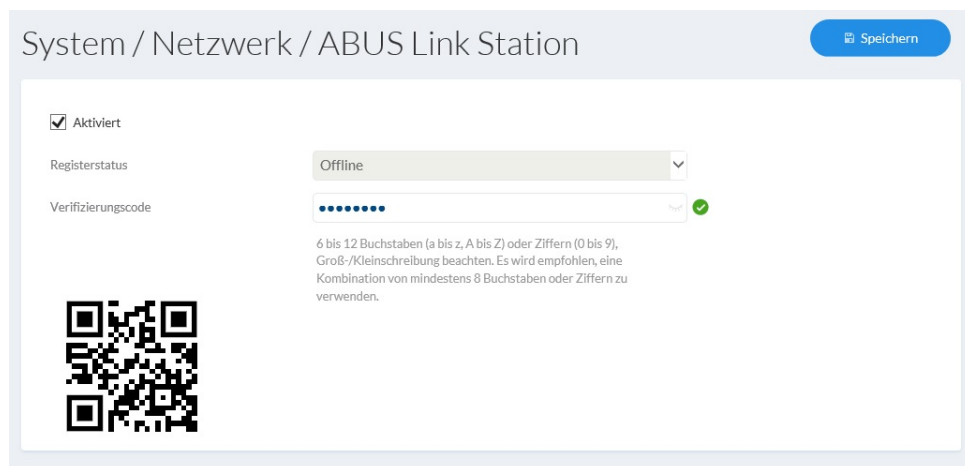 System / Netzwerk / ABUS Link Station
Speichern
Aktiviert
Registerstatus
Offline
Verifizierungscode
••••••••
6 bis 12 Buchstaben (a bis z, A bis Z) oder Ziffern (0 bis 9),
Groß-/Kleinschreibung beachten. Es wird empfohlen, eine
Kombination von mindestens 8 Buchstaben oder Ziffern zu
verwenden.